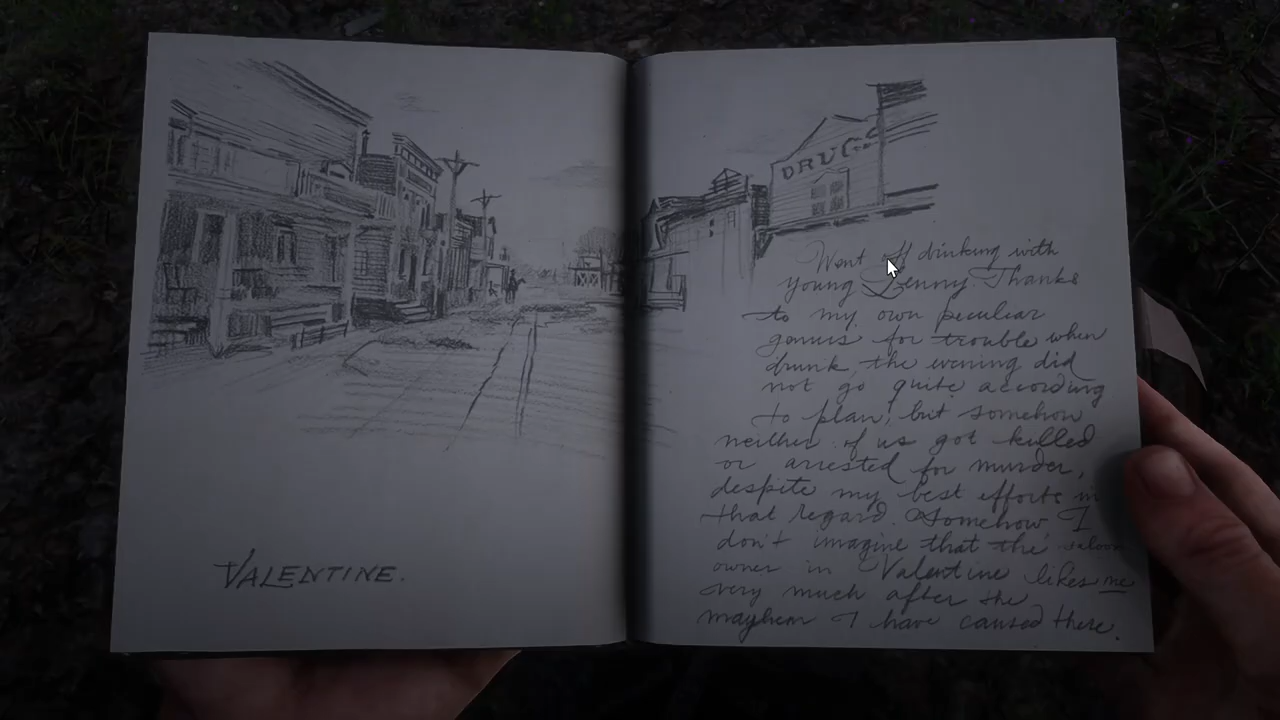 VALENTINE.
DRUGS
Went off drinking with
young Lenny. Thanks
to my own peculiar
genius for trouble when
drunk, the evening did
not go quite according
to plan, but somehow
neither of us got killed
or arrested for murder,
despite my best efforts in
that regard. Somehow I
don't imagine that the saloon
owner in Valentine likes me
very much after the
mayhem I have caused there.